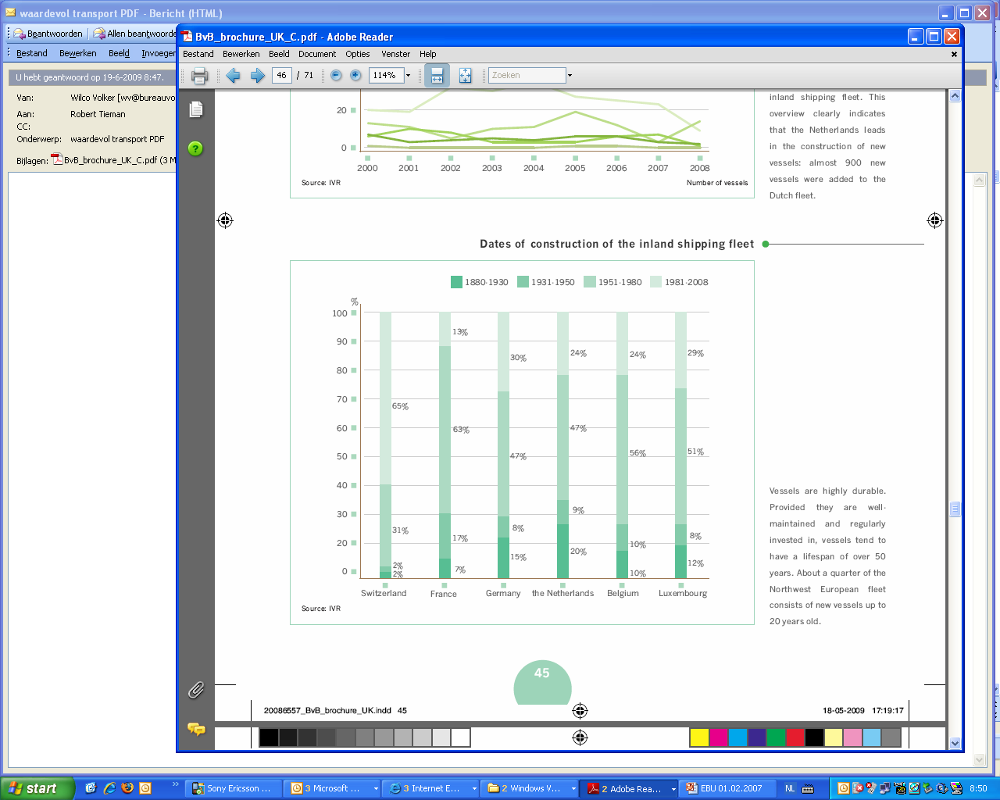 waardevol transport PDF - Bericht (HTML)
Beantwoorden
Allen beantwoorde
Bestand Bewerken Beeld Invoegen
U hebt geantwoord op 19-6-2009 8:47.
Van: Wilco Volker [wv@bureauvo
Aan: Robert Tieman
CC:
Onderwerp: waardevol transport PDF
Bijlagen: BvB_brochure_UK_C.pdf (3 M
BvB_brochure_UK_C.pdf - Adobe Reader
Bestand Bewerken Beeld Document Opties Venster Help
46 / 71 114% Zoeken
20
0
2000 2001 2002 2003 2004 2005 2006 2007 2008
Source: IVR Number of vessels
inland shipping fleet. This
overview clearly indicates
that the Netherlands leads
in the construction of new
vessels: almost 900 new
vessels were added to the
Dutch fleet.
Dates of construction of the inland shipping fleet
1880-1930 1931-1950 1951-1980 1981-2008
%
100
90
80
70
60
50
40
30
20
0
65%
31%
2%
2%
13%
63%
17%
7%
30%
47%
8%
15%
24%
47%
9%
20%
24%
56%
10%
10%
29%
51%
8%
12%
Switzerland France Germany the Netherlands Belgium Luxembourg
Source: IVR
Vessels are highly durable.
Provided they are well-
maintained and regularly
invested in, vessels tend to
have a lifespan of over 50
years. About a quarter of the
Northwest European fleet
consists of new vessels up to
20 years old.
45
20086557_BvB_brochure_UK.indd 45
18-05-2009 17:19:17
start
Sony Ericsson ...
3 Microsoft ...
3 Internet E...
2 Windows V...
2 Adobe Rea...
EBU 01.02.2007
NL
8:50